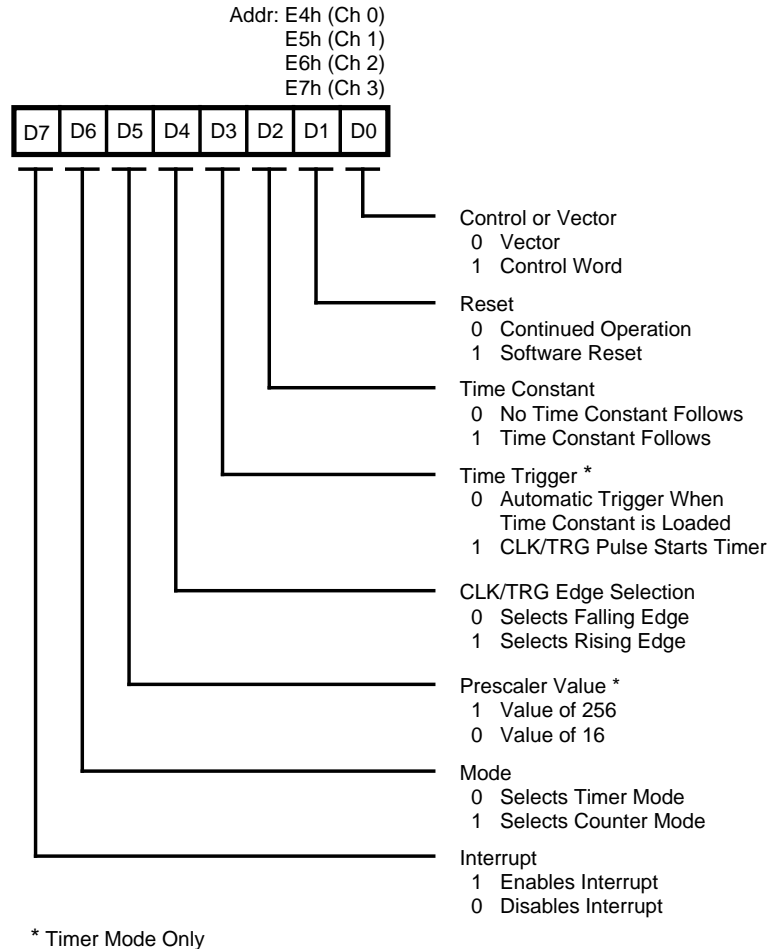 Addr: E4h (Ch 0)
E5h (Ch 1)
E6h (Ch 2)
E7h (Ch 3)
D7 D6 D5 D4 D3 D2 D1 D0
Control or Vector
0 Vector
1 Control Word
Reset
0 Continued Operation
1 Software Reset
Time Constant
0 No Time Constant Follows
1 Time Constant Follows
Time Trigger *
0 Automatic Trigger When
Time Constant is Loaded
1 CLK/TRG Pulse Starts Timer
CLK/TRG Edge Selection
0 Selects Falling Edge
1 Selects Rising Edge
Prescaler Value *
1 Value of 256
0 Value of 16
Mode
0 Selects Timer Mode
1 Selects Counter Mode
Interrupt
1 Enables Interrupt
0 Disables Interrupt
* Timer Mode Only